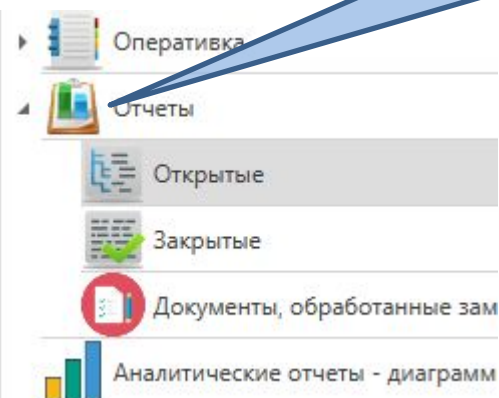 Оперативка
Отчеты
Открытые
Закрытые
Документы, обработанные зам
Аналитические отчеты - диаграмм